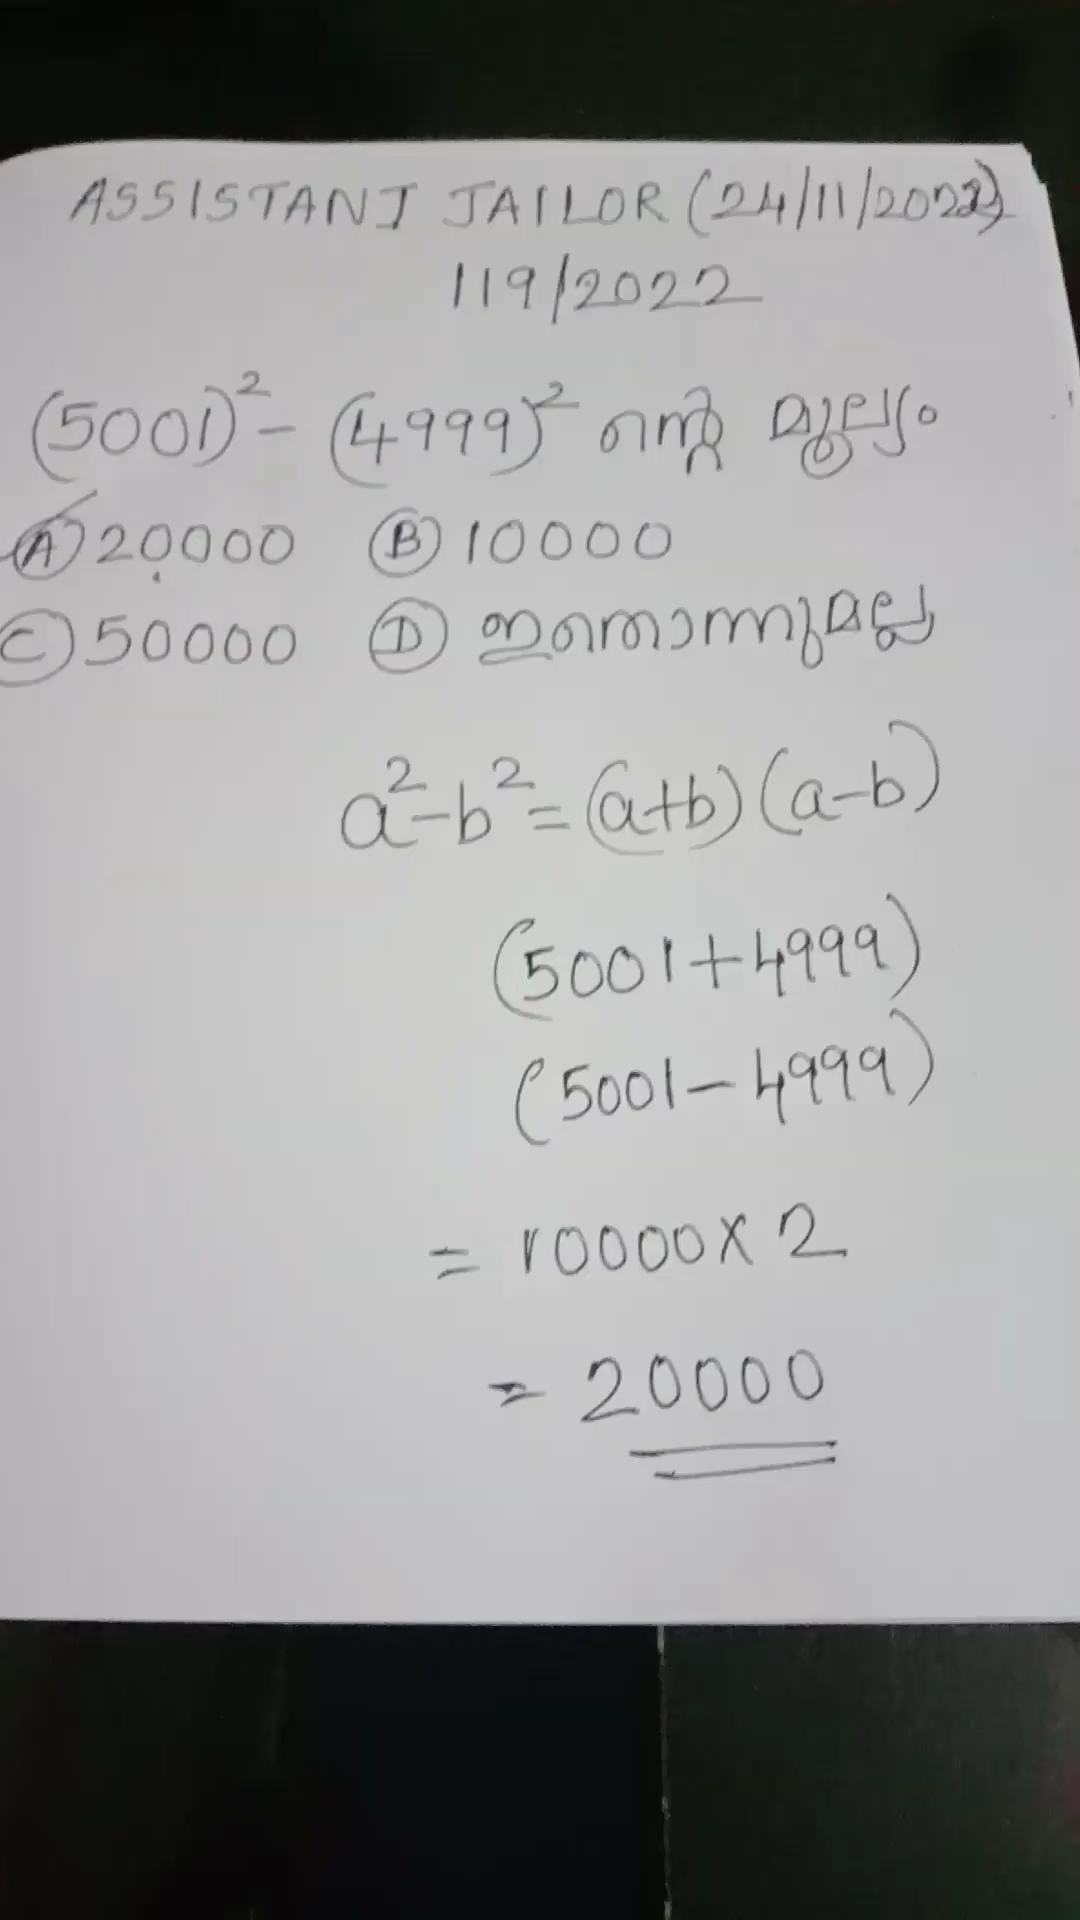 ASSISTANT JAILOR (24/11/2022)
119/2022
(5001)² - (4999)² ന്റെ മൂല്യം
(A) 20000 (B) 10000
(C) 50000 (D) ഇതൊന്നുമല്ല
a² - b² = (a+b) (a-b)
(5001 + 4999)
(5001 - 4999)
= 10000 x 2
= 20000